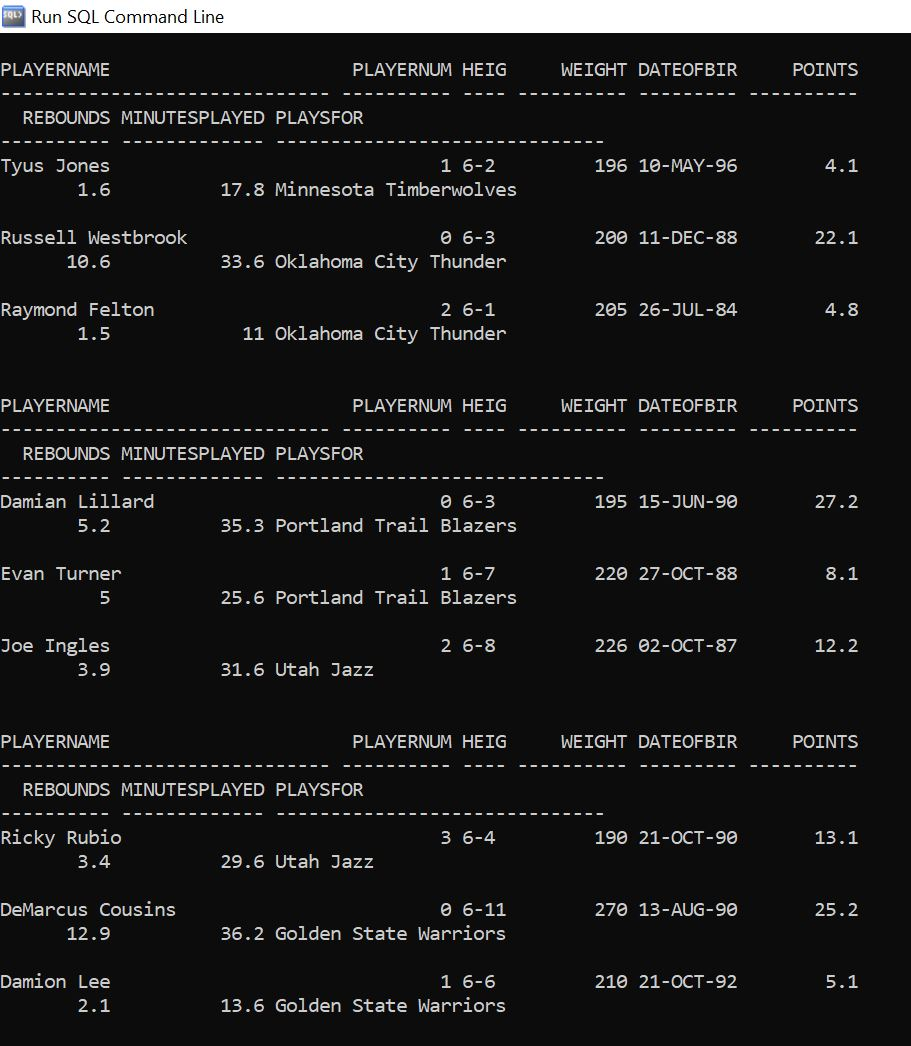 Run SQL Command Line
PLAYERNAME                      PLAYERNUM HEIG     WEIGHT DATEOFBIR     POINTS
------------------------------ ---------- ---- ---------- --------- ----------
  REBOUNDS MINUTESPLAYED PLAYSFOR
---------- ------------- ------------------------------
Tyus Jones                              1 6-2         196 10-MAY-96        4.1
       1.6          17.8 Minnesota Timberwolves

Russell Westbrook                       0 6-3         200 11-DEC-88       22.1
      10.6          33.6 Oklahoma City Thunder

Raymond Felton                          2 6-1         205 26-JUL-84        4.8
       1.5            11 Oklahoma City Thunder


PLAYERNAME                      PLAYERNUM HEIG     WEIGHT DATEOFBIR     POINTS
------------------------------ ---------- ---- ---------- --------- ----------
  REBOUNDS MINUTESPLAYED PLAYSFOR
---------- ------------- ------------------------------
Damian Lillard                          0 6-3         195 15-JUN-90       27.2
       5.2          35.3 Portland Trail Blazers

Evan Turner                             1 6-7         220 27-OCT-88        8.1
         5          25.6 Portland Trail Blazers

Joe Ingles                              2 6-8         226 02-OCT-87       12.2
       3.9          31.6 Utah Jazz


PLAYERNAME                      PLAYERNUM HEIG     WEIGHT DATEOFBIR     POINTS
------------------------------ ---------- ---- ---------- --------- ----------
  REBOUNDS MINUTESPLAYED PLAYSFOR
---------- ------------- ------------------------------
Ricky Rubio                             3 6-4         190 21-OCT-90       13.1
       3.4          29.6 Utah Jazz

DeMarcus Cousins                        0 6-11        270 13-AUG-90       25.2
      12.9          36.2 Golden State Warriors

Damion Lee                              1 6-6         210 21-OCT-92        5.1
       2.1          13.6 Golden State Warriors